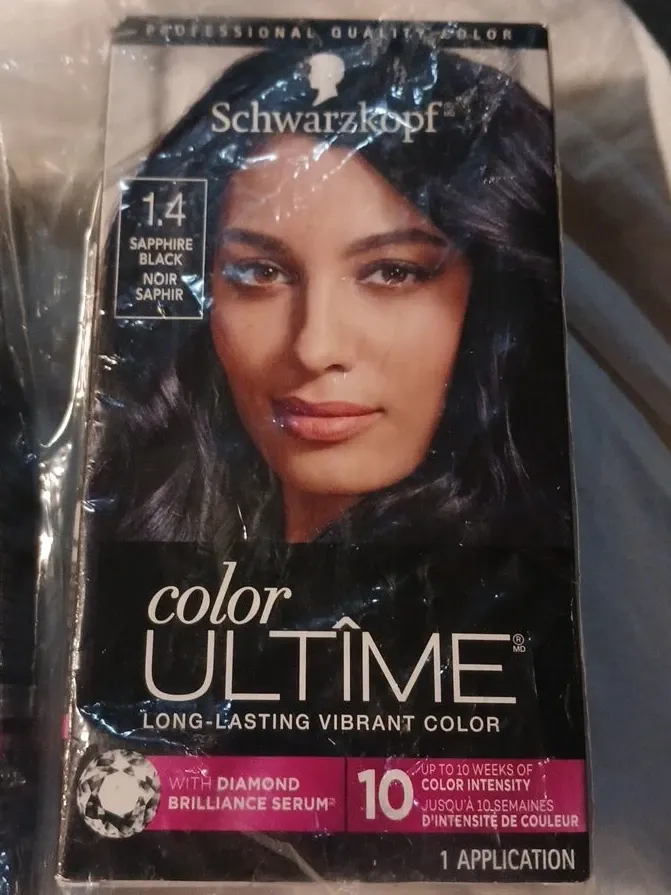 PROFESSIONAL QUALITY COLOR
Schwarzkopf®
1.4
SAPPHIRE
BLACK
NOIR
SAPHIR
color
ULTÎME®
MD
LONG-LASTING VIBRANT COLOR
WITH DIAMOND
BRILLIANCE SERUM
10
UP TO 10 WEEKS OF
COLOR INTENSITY
JUSQU'À 10 SEMAINES
D'INTENSITÉ DE COULEUR
1 APPLICATION